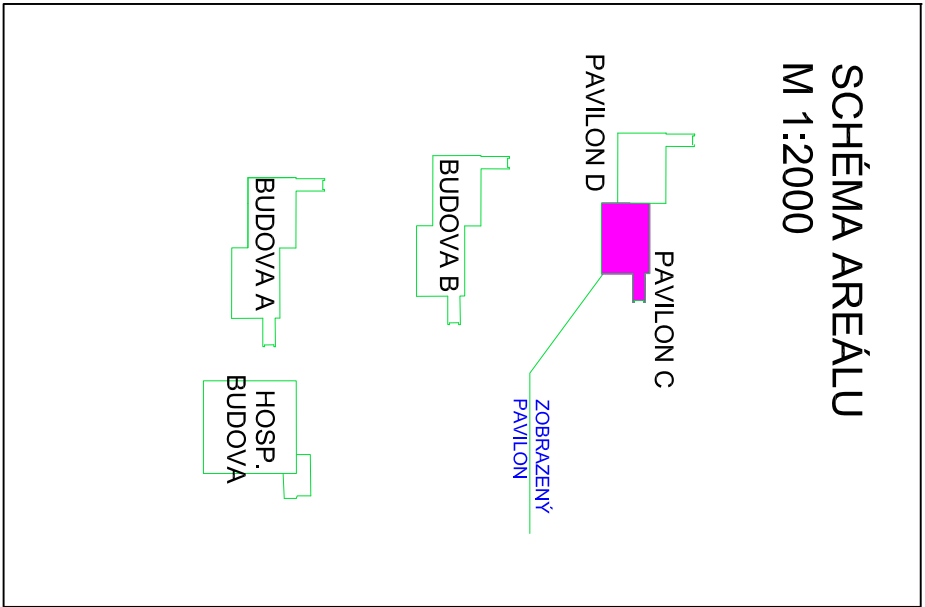 SCHÉMA AREÁLU
M 1:2000
PAVILON C
PAVILON D
ZOBRAZENÝ
PAVILON
BUDOVA B
BUDOVA A
HOSP.
BUDOVA